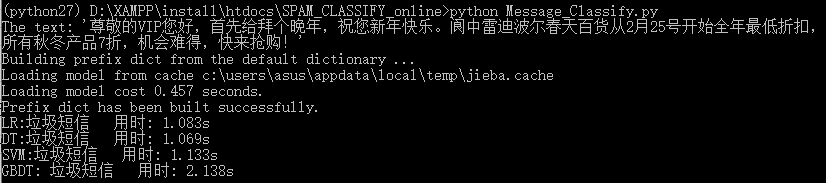 (python27) D:\XAMPP\install\htdocs\SPAM_CLASSIFY_online>python Message_Classify.py
The text: '尊敬的VIP您好，首先给拜个晚年，祝您新年快乐。阆中雷迪波尔春天百货从2月25号开始全年最低折扣，
所有秋冬产品7折，机会难得，快来抢购！'
Building prefix dict from the default dictionary ...
Loading model from cache c:\users\asus\appdata\local\temp\jieba.cache
Loading model cost 0.457 seconds.
Prefix dict has been built successfully.
LR:垃圾短信 用时: 1.083s
DT:垃圾短信 用时: 1.069s
SVM:垃圾短信 用时: 1.133s
GBDT: 垃圾短信 用时: 2.138s